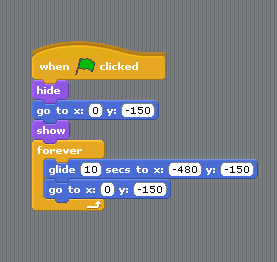 when clicked
hide
go to x: 0 y: -150
show
forever
glide 10 secs to x: -480 y: -150
go to x: 0 y: -150